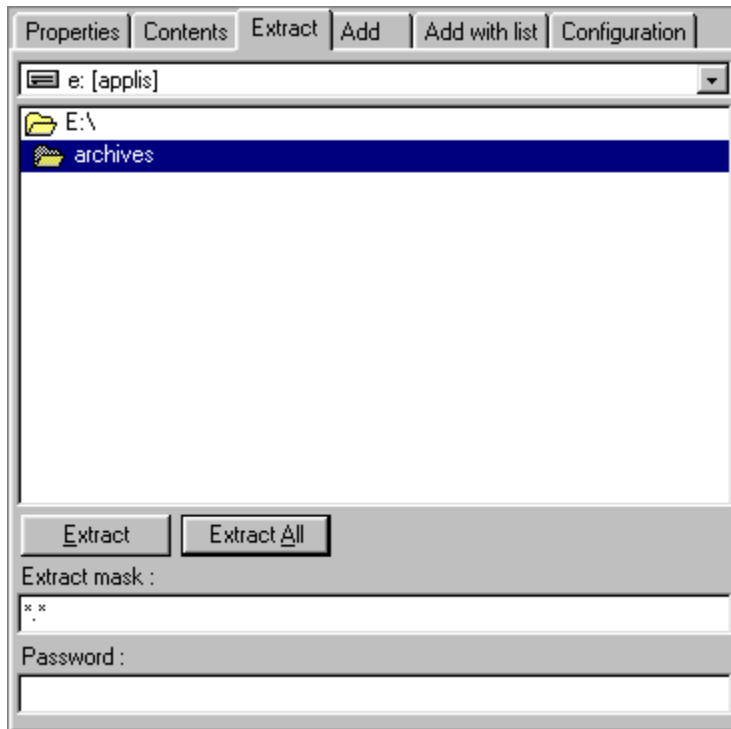 Properties Contents Extract Add Add with list Configuration
e: [applis]
E:\
archives
Extract Extract All
Extract mask :
*.*
Password :